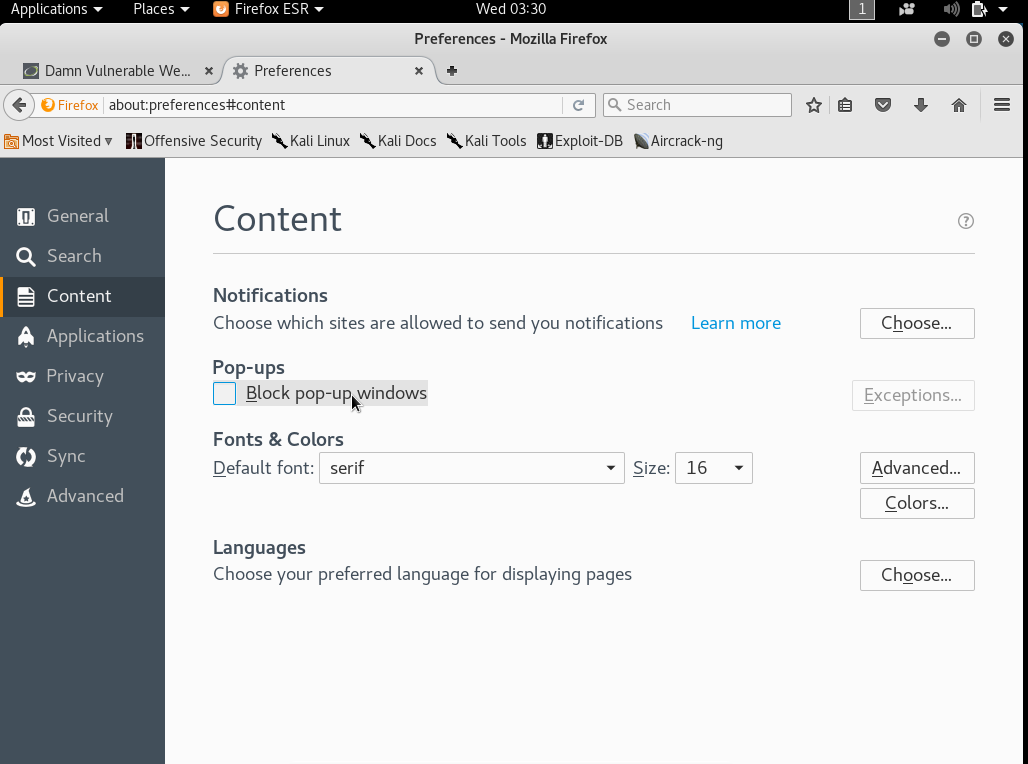 Applications Places Firefox ESR Wed 03:30 1
Preferences - Mozilla Firefox
Damn Vulnerable We... Preferences
Firefox about:preferences#content Search
Most Visited Offensive Security Kali Linux Kali Docs Kali Tools Exploit-DB Aircrack-ng
General
Search
Content
Applications
Privacy
Security
Sync
Advanced
Content ?
Notifications
Choose which sites are allowed to send you notifications Learn more Choose...
Pop-ups
Block pop-up windows Exceptions...
Fonts & Colors
Default font: serif Size: 16 Advanced...
Colors...
Languages
Choose your preferred language for displaying pages Choose...